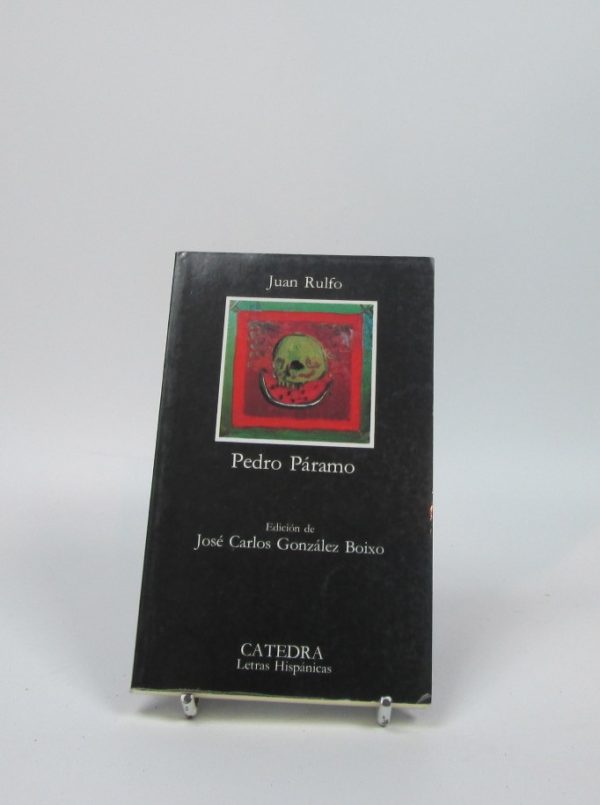 Juan Rulfo
Pedro Páramo
Edición de
José Carlos González Boixo
CATEDRA
Letras Hispánicas